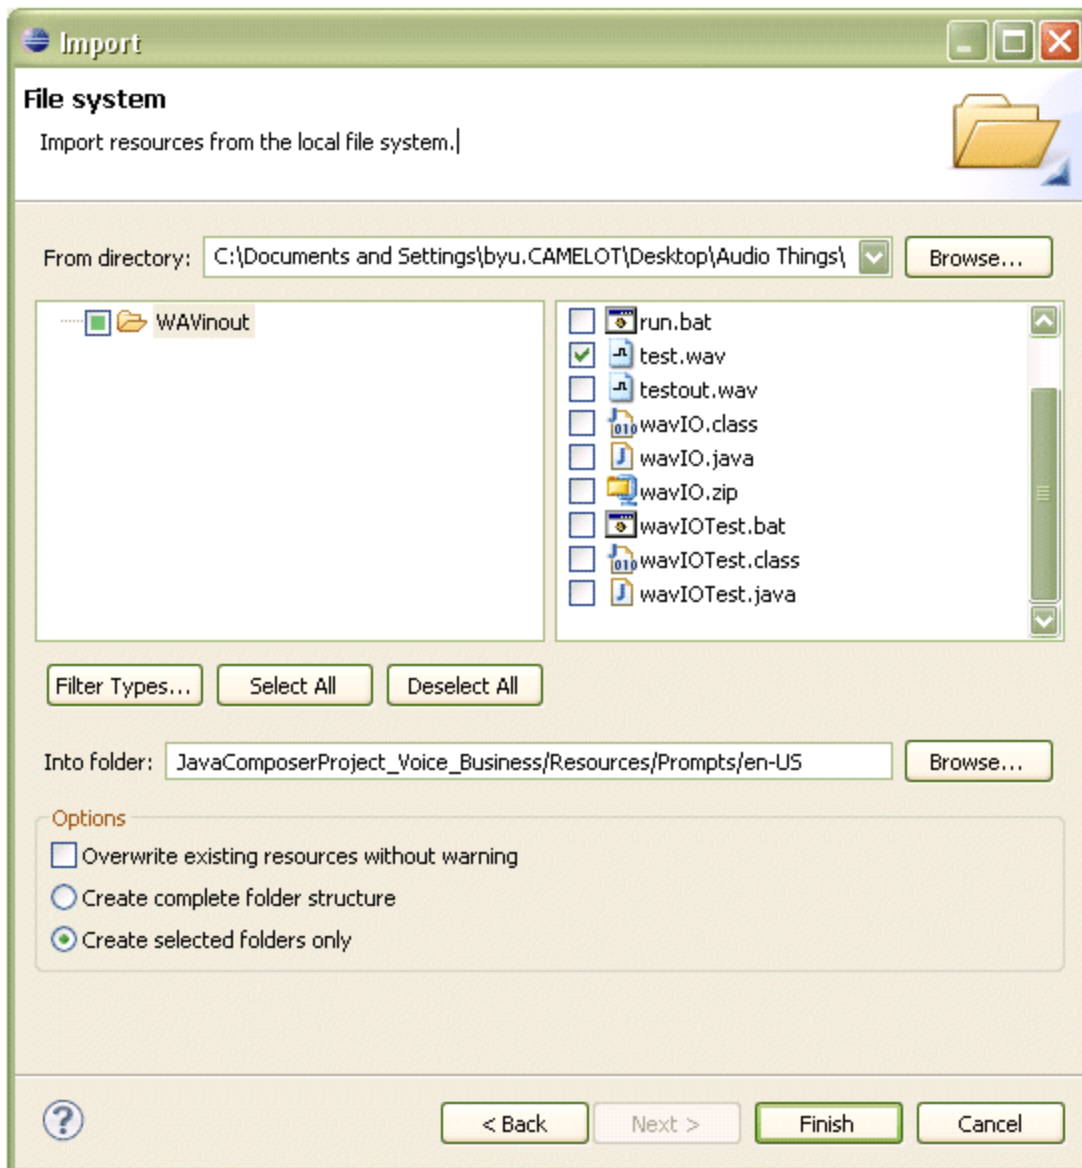 Import
File system
Import resources from the local file system.
From directory: C:\Documents and Settings\byu.CAMELOT\Desktop\Audio Things\ Browse...
WAVinout
run.bat
test.wav
testout.wav
wavIO.class
wavIO.java
wavIO.zip
wavIOTest.bat
wavIOTest.class
wavIOTest.java
Filter Types... Select All Deselect All
Into folder: JavaComposerProject_Voice_Business/Resources/Prompts/en-US Browse...
Options
Overwrite existing resources without warning
Create complete folder structure
Create selected folders only
? < Back Next > Finish Cancel